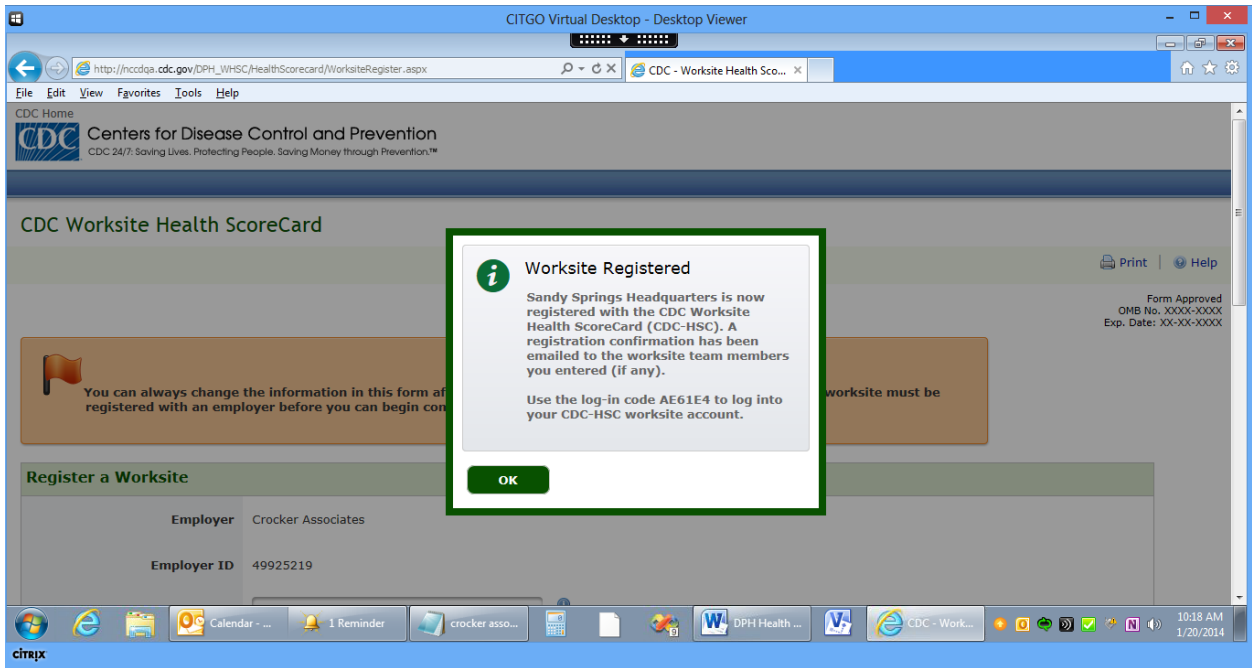 CITGO Virtual Desktop - Desktop Viewer
http://nccdqa.cdc.gov/DPH_WHSC/HealthScorecard/WorksiteRegister.aspx
CDC - Worksite Health Sco...
File Edit View Favorites Tools Help
CDC Home
CDC
Centers for Disease Control and Prevention
CDC 24/7: Saving Lives. Protecting People. Saving Money through Prevention.™
CDC Worksite Health ScoreCard
Print | Help
Form Approved
OMB No. XXXX-XXXX
Exp. Date: XX-XX-XXXX
You can always change the information in this form af
worksite must be
registered with an employer before you can begin con
Worksite Registered
Sandy Springs Headquarters is now
registered with the CDC Worksite
Health ScoreCard (CDC-HSC). A
registration confirmation has been
emailed to the worksite team members
you entered (if any).
Use the log-in code AE61E4 to log into
your CDC-HSC worksite account.
OK
Register a Worksite
Employer Crocker Associates
Employer ID 49925219
Calendar - ...
1 Reminder
crocker asso...
9
DPH Health ...
CDC - Work...
10:18 AM
1/20/2014
CITRIX